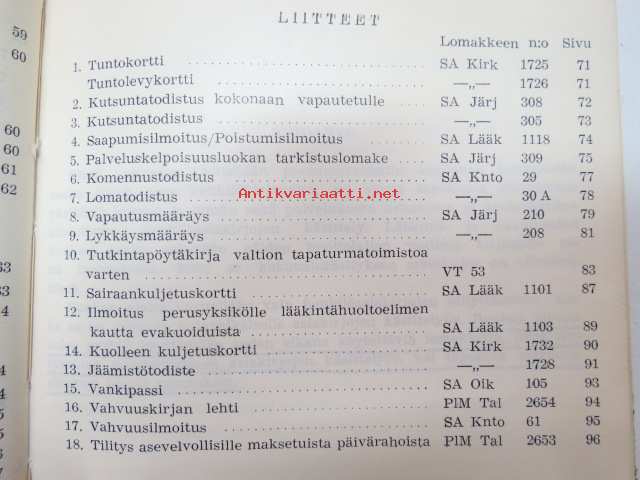 LIITTEET
Lomakkeen n:o Sivu
1. Tuntokortti SA Kirk 1725 71
Tuntolevykortti —„— 1726 71
2. Kutsuntatodistus kokonaan vapautetulle SA Järj 308 72
3. Kutsuntatodistus —„— 305 73
4. Saapumisilmoitus/Poistumisilmoitus SA Lääk 1118 74
5. Palveluskelpoisuusluokan tarkistuslomake SA Järj 309 75
6. Komennustodistus SA Knto 29 77
7. Lomatodistus —„— 30 A 78
8. Vapautusmääräys SA Järj 210 79
9. Lykkäysmääräys —„— 208 81
10. Tutkintapöytäkirja valtion tapaturmatoimistoa
varten VT 53 83
11. Sairaankuljetuskortti SA Lääk 1101 87
12. Ilmoitus perusyksikölle lääkintähuoltoelimen
kautta evakuoiduista SA Lääk 1103 89
14. Kuolleen kuljetuskortti SA Kirk 1732 90
13. Jäämistötodiste —„— 1728 91
15. Vankipassi SA Oik 105 93
16. Vahvuuskirjan lehti PlM Tal 2654 94
17. Vahvuusilmoitus SA Knto 61 95
18. Tilitys asevelvollisille maksetuista päivärahoista PlM Tal 2653 96
Antikvariaatti.net
59
60
60
60
61
62
63
63
4
4
5
5
6
6
7